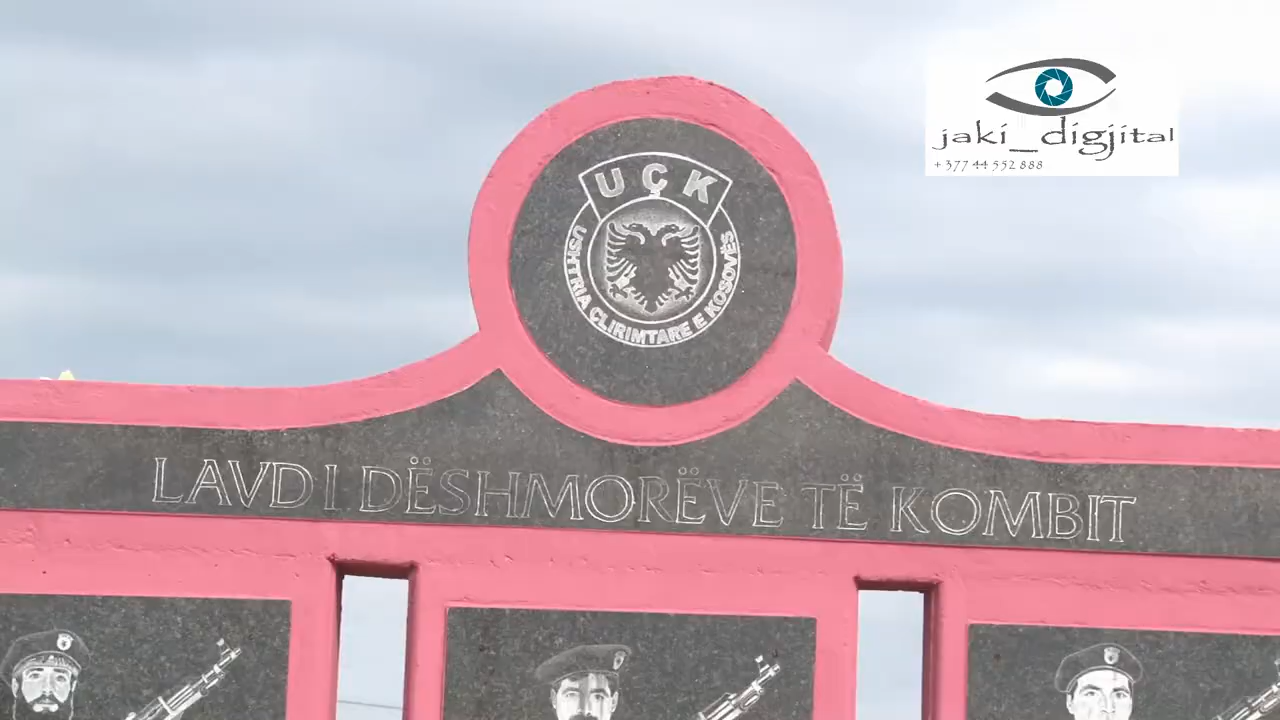 jaki_digjital
+377 44 552 888
UÇK
USHTRIA ÇLIRIMTARE E KOSOVËS
LAVDI DËSHMORËVE TË KOMBIT